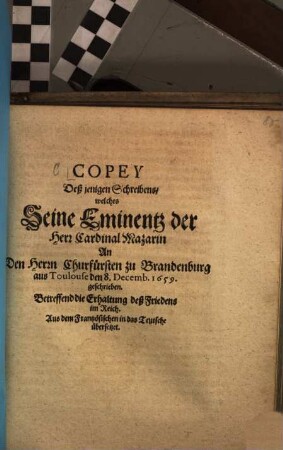 COPEY
Deß jenigen Schreibens/
welches
Seine Eminentz der
Herr Cardinal Mazarin
An
Den Herrn Churfürsten zu Brandenburg
aus Toulouse den 8. Decemb. 1659.
geschrieben.
Betreffend die Erhaltung deß Friedens
im Reich.
Aus dem Französischen in das Teutsche
übersetzt.